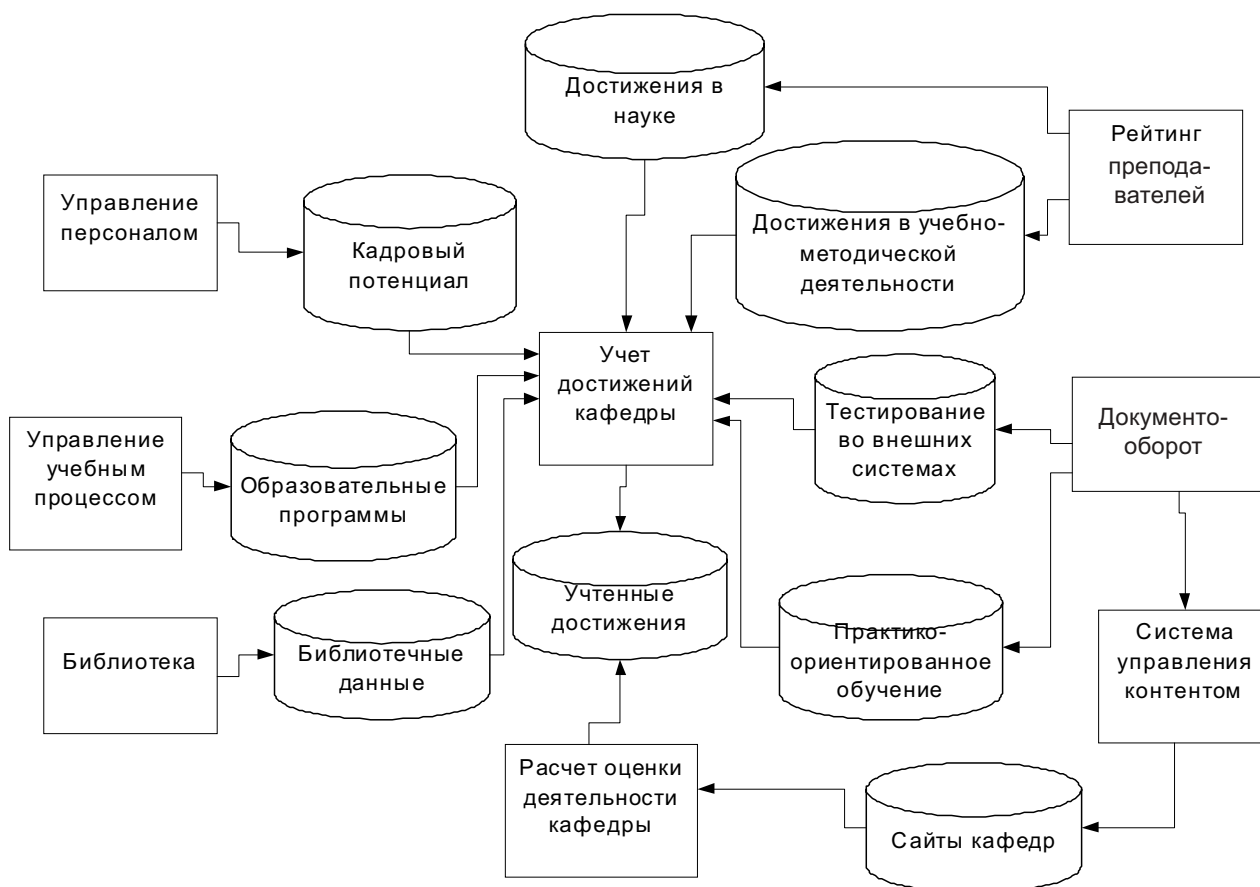 Достижения в
науке
Рейтинг
препода-
вателей
Управление
персоналом
Кадровый
потенциал
Достижения в учебно-
методической
деятельности
Учет
достижений
кафедры
Тестирование
во внешних
системах
Документо-
оборот
Управление
учебным
процессом
Образовательные
программы
Учтенные
достижения
Практико-
ориентированное
обучение
Система
управления
контентом
Библиотека
Библиотечные
данные
Расчет оценки
деятельности
кафедры
Сайты кафедр